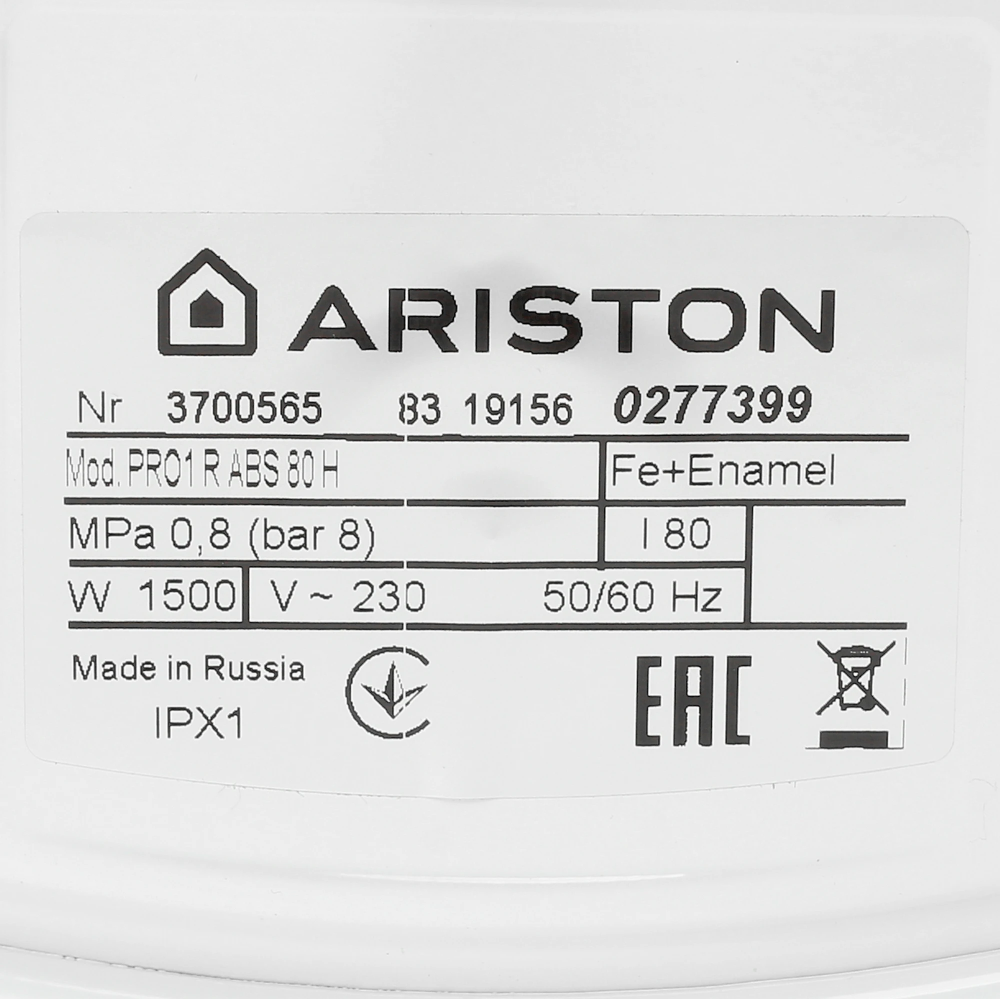 ARISTON
Nr 3700565 83 19156 0277399
Mod. PRO1 R ABS 80 H Fe+Enamel
MPa 0,8 (bar 8) l 80
W 1500 V ~ 230 50/60 Hz
Made in Russia
IPX1
EAC